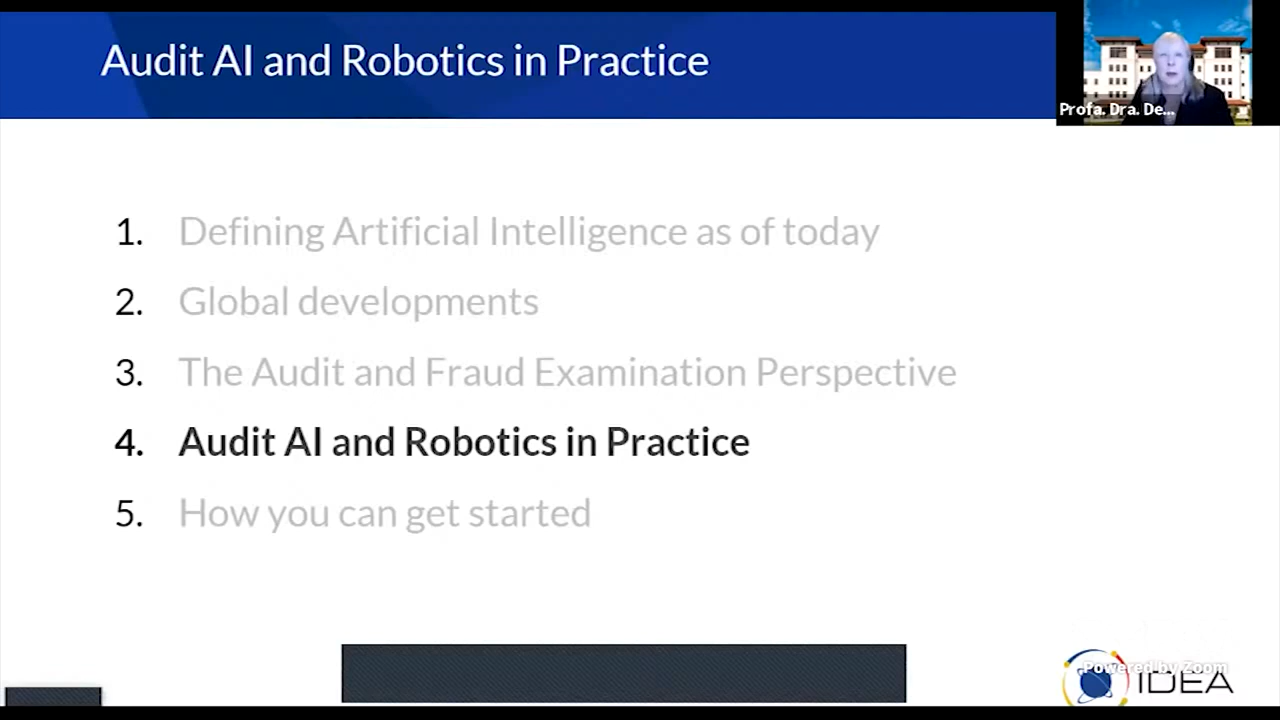 Audit AI and Robotics in Practice
Profa. Dra. De...
1. Defining Artificial Intelligence as of today
2. Global developments
3. The Audit and Fraud Examination Perspective
4. Audit AI and Robotics in Practice
5. How you can get started
Powered by Zoom
IDEA